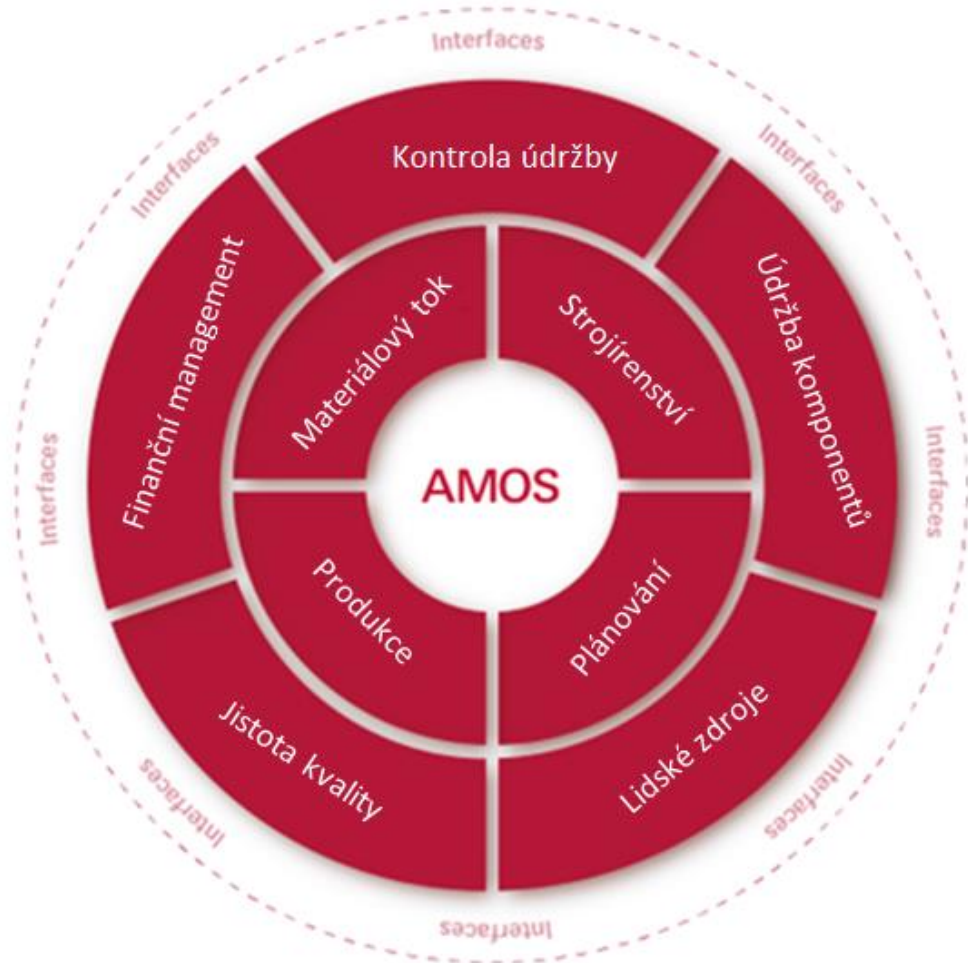 Interfaces
Interfaces
Interfaces
Kontrola údržby
Finanční management
Materiálový tok
Strojírenství
Údržba komponentů
AMOS
Interfaces
Interfaces
Produkce
Plánování
Jistota kvality
Lidské zdroje
Interfaces
Interfaces
Interfaces